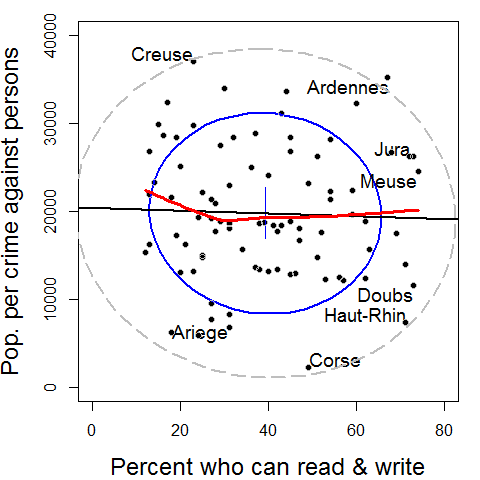 Pop. per crime against persons
40000
30000
20000
10000
0
Creuse
Ardennes
Jura
Meuse
Doubs
Haut-Rhin
Ariege
Corse
0 20 40 60 80
Percent who can read & write